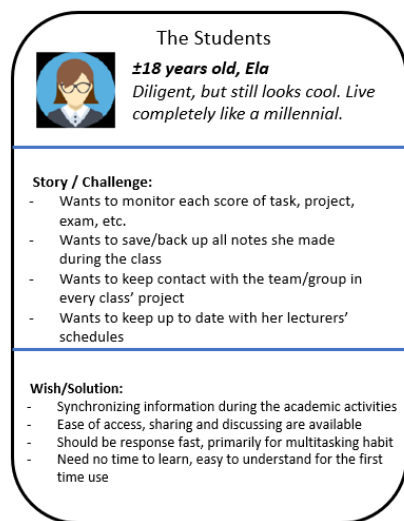 The Students
±18 years old, Ela
Diligent, but still looks cool. Live
completely like a millennial.
Story / Challenge:
- Wants to monitor each score of task, project,
exam, etc.
- Wants to save/back up all notes she made
during the class
- Wants to keep contact with the team/group in
every class' project
- Wants to keep up to date with her lecturers'
schedules
Wish/Solution:
- Synchronizing information during the academic activities
- Ease of access, sharing and discussing are available
- Should be response fast, primarily for multitasking habit
- Need no time to learn, easy to understand for the first
time use